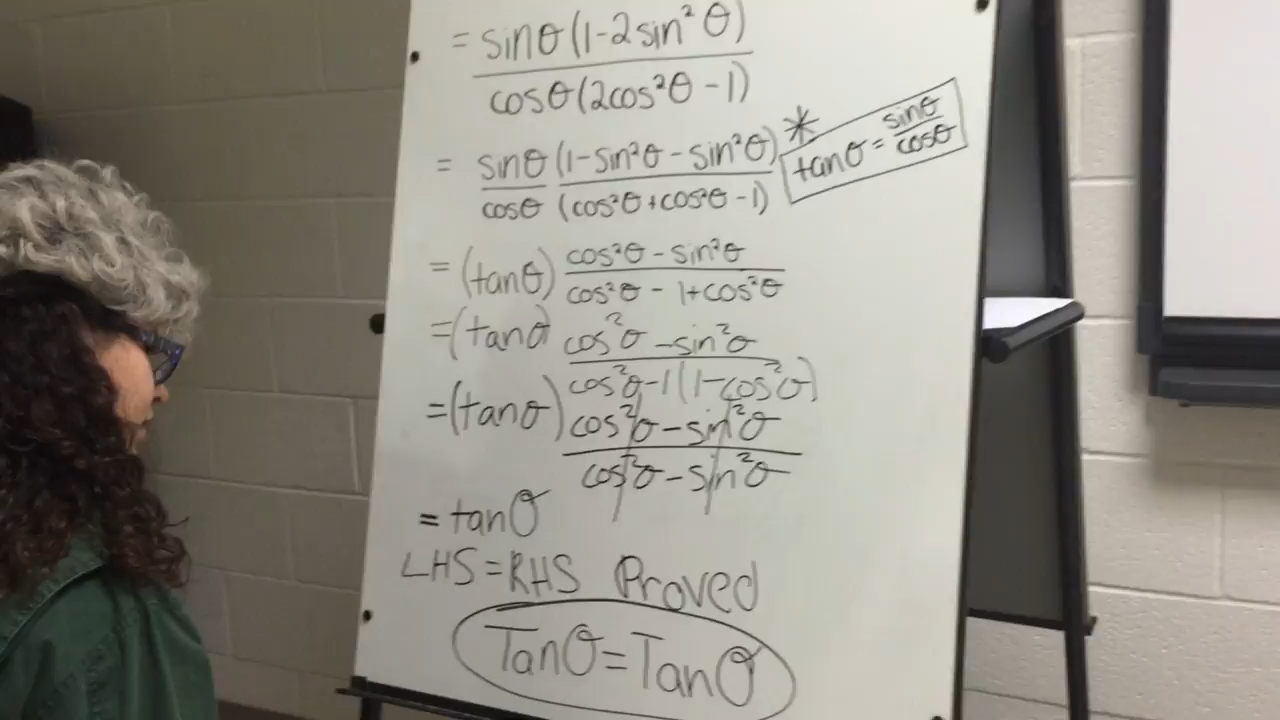 = sinθ(1-2sin²θ)
cosθ(2cos²θ-1)
= sinθ (1-sin²θ-sin²θ)
cosθ (cos²θ+cos²θ-1)
* tanθ = sinθ
cosθ
= (tanθ) cos²θ-sin²θ
cos²θ-1+cos²θ
=(tanθ cos²θ-sin²θ
cos²θ-1(1-cos²θ)
=(tanθ) cos²θ-sin²θ
cos²θ-sin²θ
= tanθ
LHS=RHS Proved
Tanθ=Tanθ